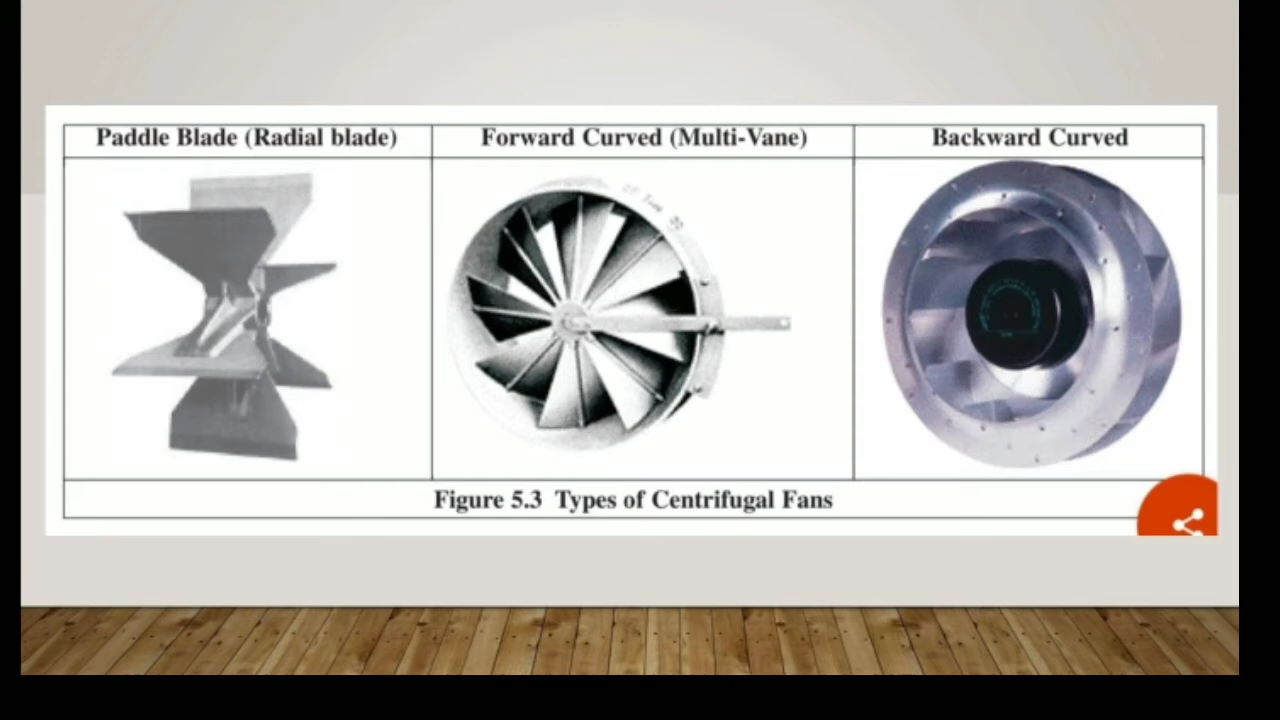 Paddle Blade (Radial blade)
Forward Curved (Multi-Vane)
Backward Curved
Figure 5.3 Types of Centrifugal Fans